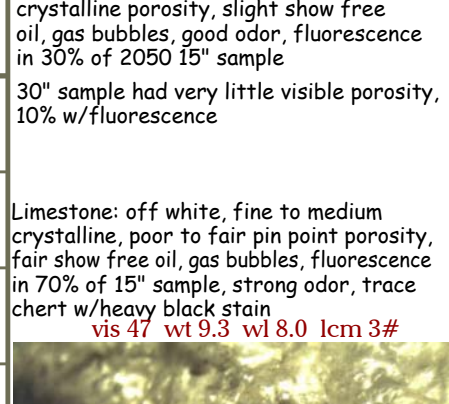 crystalline porosity, slight show free
oil, gas bubbles, good odor, fluorescence
in 30% of 2050 15" sample
30" sample had very little visible porosity,
10% w/fluorescence
Limestone: off white, fine to medium
crystalline, poor to fair pin point porosity,
fair show free oil, gas bubbles, fluorescence
in 70% of 15" sample, strong odor, trace
chert w/heavy black stain
vis 47 wt 9.3 wl 8.0 lcm 3#